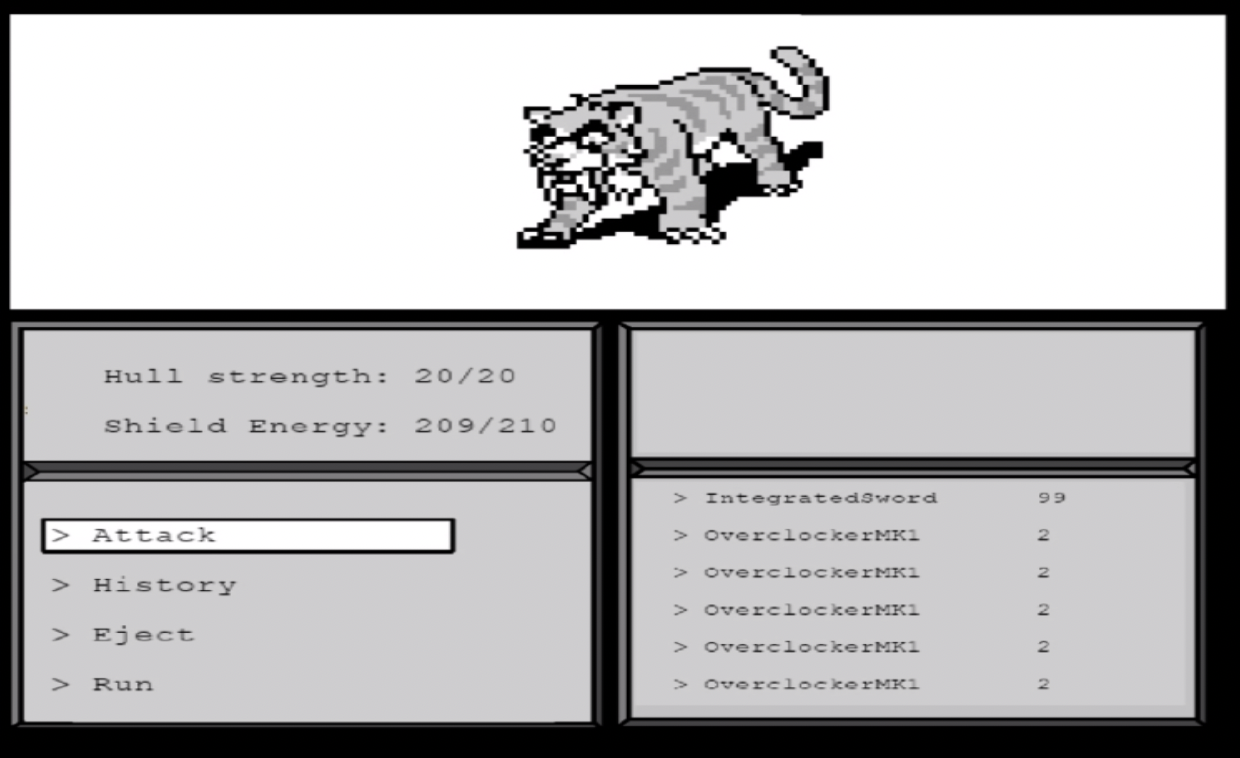 Hull strength: 20/20
Shield Energy: 209/210
> Attack
> History
> Eject
> Run
> IntegratedSword 99
> OverclockerMK1 2
> OverclockerMK1 2
> OverclockerMK1 2
> OverclockerMK1 2
> OverclockerMK1 2